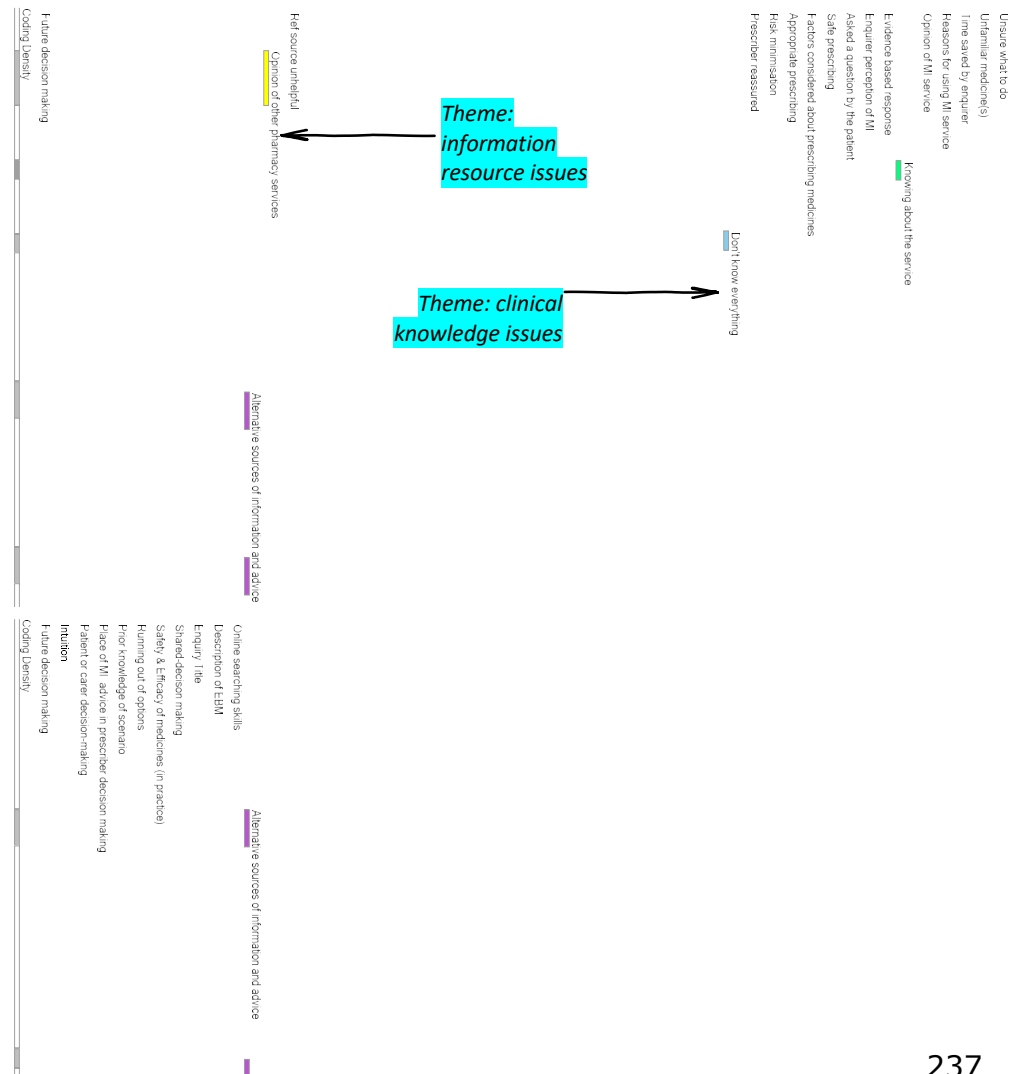 Unsure what to do
Unfamiliar medicine(s)
Time saved by enquirer
Reasons for using MI service
Opinion of MI service
Knowing about the service
Evidence based response
Enquirer perception of MI
Asked a question by the patient
Safe prescribing
Factors considered about prescribing medicines
Appropriate prescribing
Risk minimisation
Prescriber reassured
Don't know everything
Theme:
information
resource issues
Theme: clinical
knowledge issues
Ref source unhelpful
Opinion of other pharmacy services
Alternative sources of information and advice
Future decision making
Coding Density
Alternative sources of information and advice
Online searching skills
Description of EBM
Enquiry Title
Shared-decison making
Safety & Efficacy of medicines (in practice)
Running out of options
Prior knowledge of scenario
Place of MI advice in prescriber decision making
Patient or carer decision-making
Intuition
Future decision making
Coding Density
237